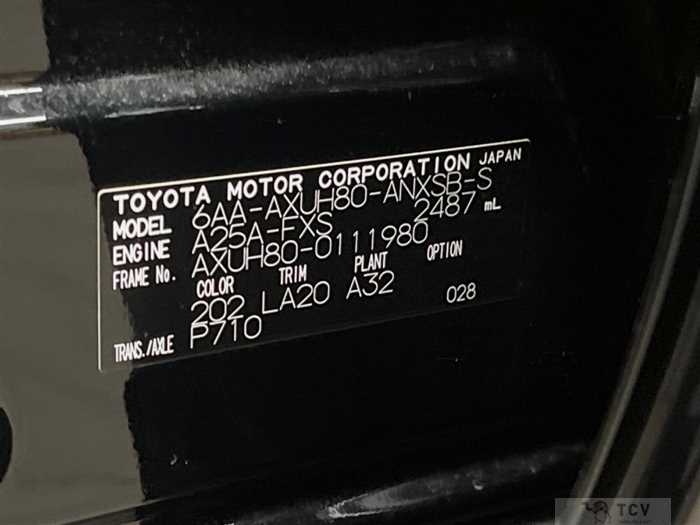 TOYOTA MOTOR CORPORATION JAPAN
MODEL 6AA-AXUH80-ANXSB-S
ENGINE A25A-FXS 2487 mL
FRAME No. AXUH80-0111980
COLOR TRIM PLANT OPTION
202 LA20 A32 028
TRANS./AXLE P710
TCV